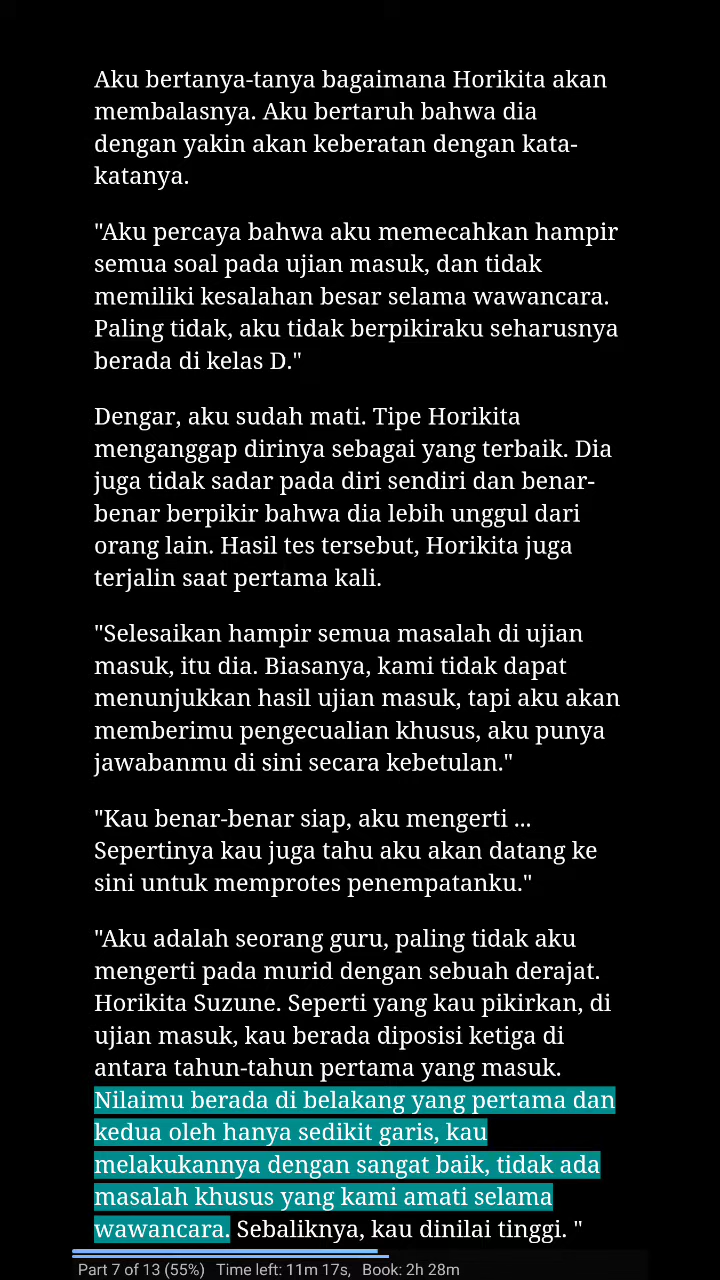 Aku bertanya-tanya bagaimana Horikita akan
membalasnya. Aku bertaruh bahwa dia
dengan yakin akan keberatan dengan kata-
katanya.
"Aku percaya bahwa aku memecahkan hampir
semua soal pada ujian masuk, dan tidak
memiliki kesalahan besar selama wawancara.
Paling tidak, aku tidak berpikiraku seharusnya
berada di kelas D."
Dengar, aku sudah mati. Tipe Horikita
menganggap dirinya sebagai yang terbaik. Dia
juga tidak sadar pada diri sendiri dan benar-
benar berpikir bahwa dia lebih unggul dari
orang lain. Hasil tes tersebut, Horikita juga
terjalin saat pertama kali.
"Selesaikan hampir semua masalah di ujian
masuk, itu dia. Biasanya, kami tidak dapat
menunjukkan hasil ujian masuk, tapi aku akan
memberimu pengecualian khusus, aku punya
jawabanmu di sini secara kebetulan."
"Kau benar-benar siap, aku mengerti ...
Sepertinya kau juga tahu aku akan datang ke
sini untuk memprotes penempatanku."
"Aku adalah seorang guru, paling tidak aku
mengerti pada murid dengan sebuah derajat.
Horikita Suzune. Seperti yang kau pikirkan, di
ujian masuk, kau berada diposisi ketiga di
antara tahun-tahun pertama yang masuk.
Nilaimu berada di belakang yang pertama dan
kedua oleh hanya sedikit garis, kau
melakukannya dengan sangat baik, tidak ada
masalah khusus yang kami amati selama
wawancara. Sebaliknya, kau dinilai tinggi. "
Part 7 of 13 (55%) Time left: 11m 17s, Book: 2h 28m